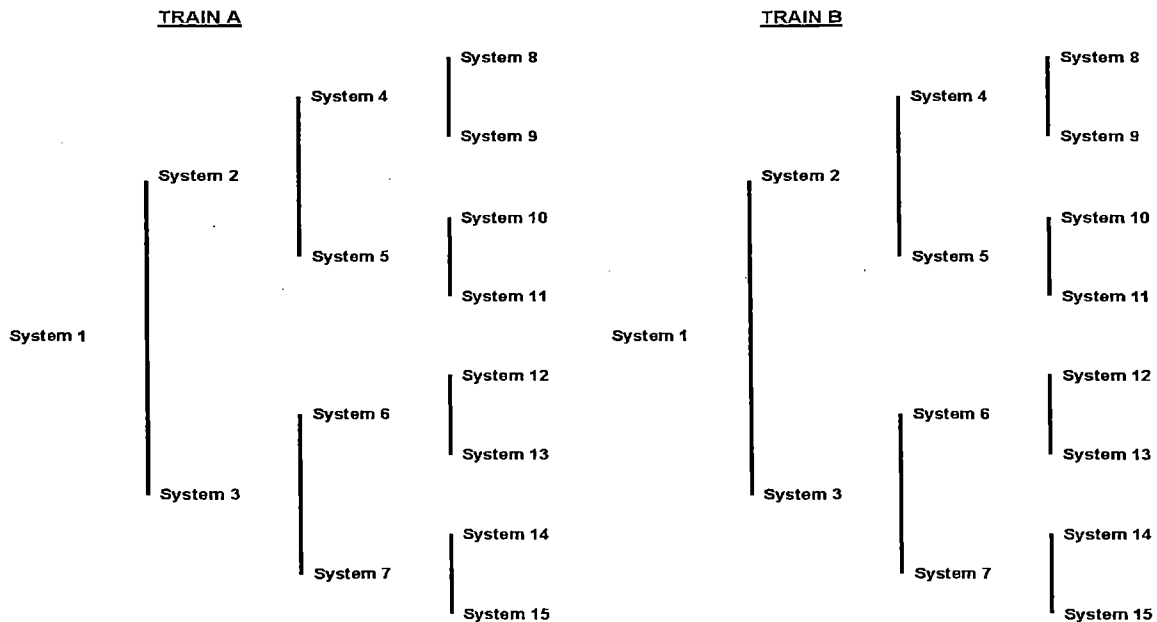 TRAIN A
System 8
System 4
System 9
System 2
System 10
System 5
System 11
System 1
System 12
System 6
System 13
System 3
System 14
System 7
System 15
TRAIN B
System 8
System 4
System 9
System 2
System 10
System 5
System 11
System 1
System 12
System 6
System 13
System 3
System 14
System 7
System 15